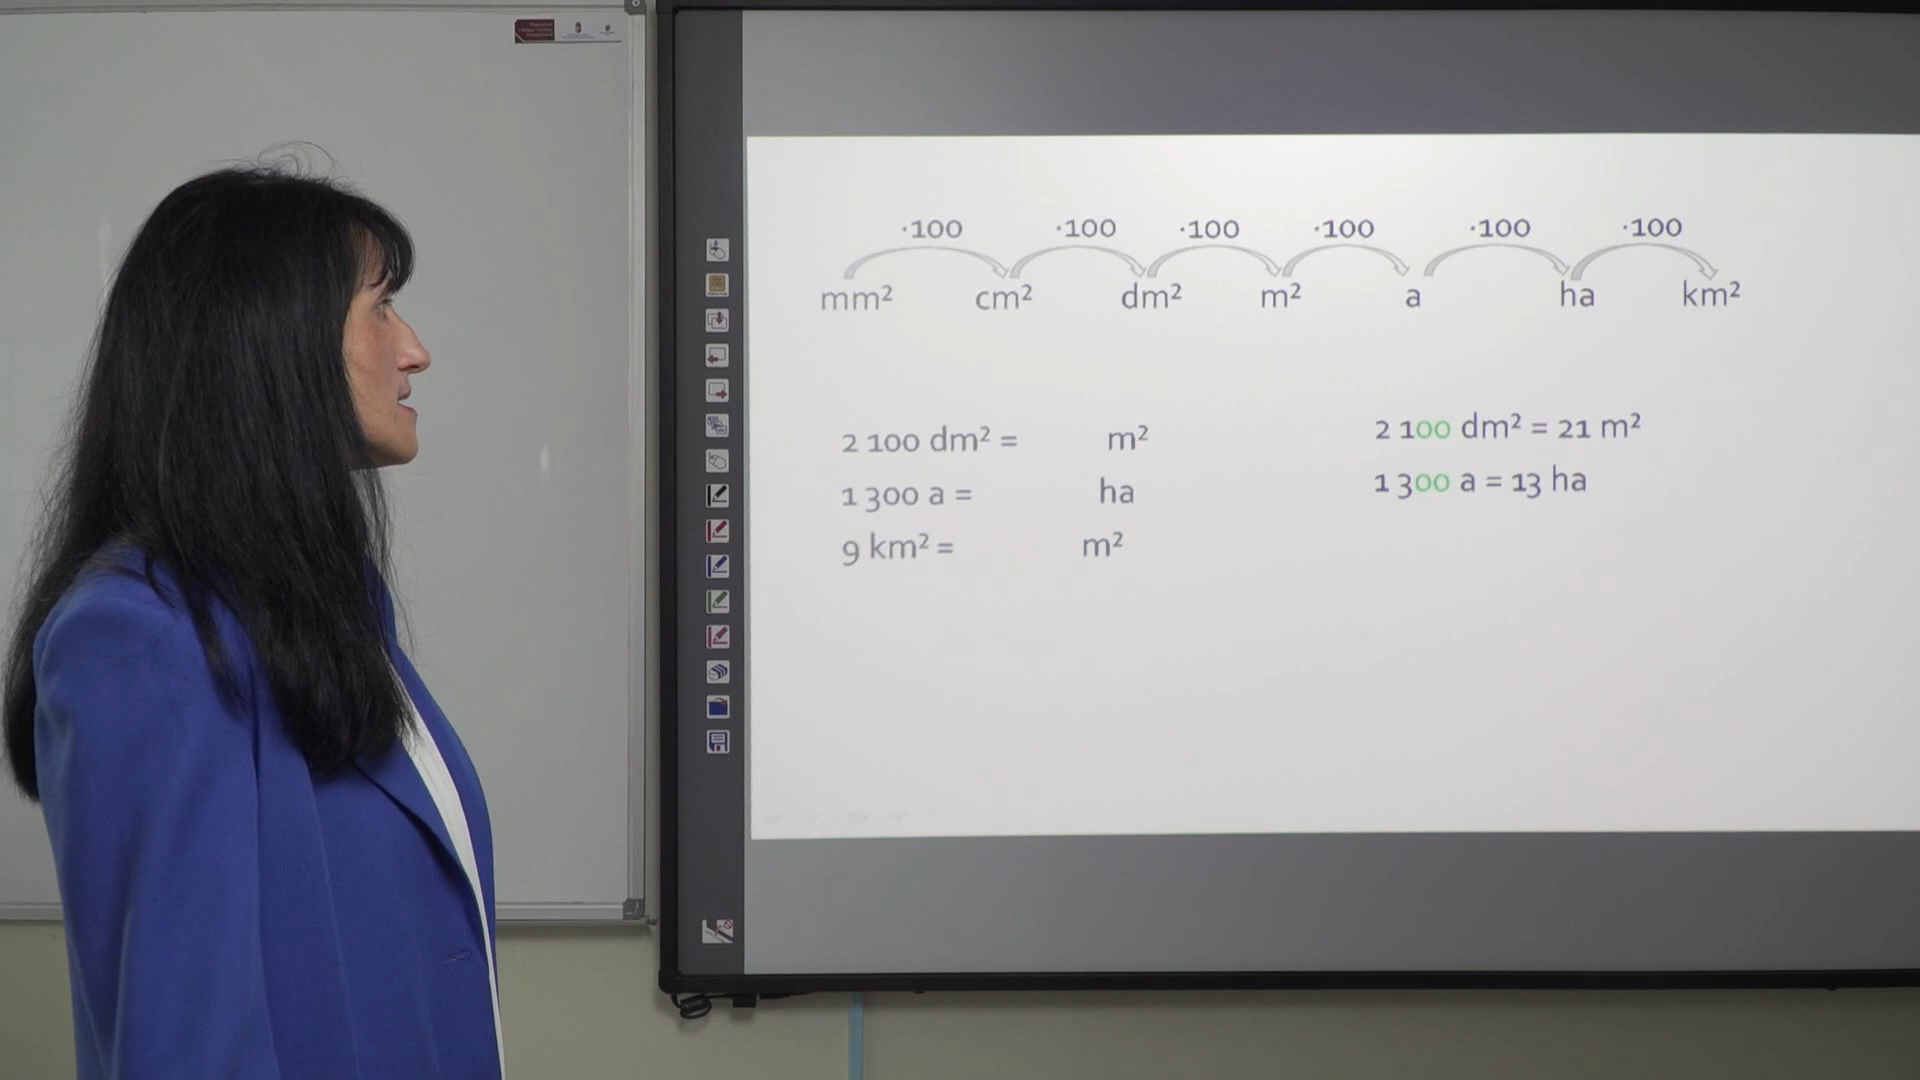 ·100 ·100 ·100 ·100 ·100 ·100
mm² cm² dm² m² a ha km²
2 100 dm² = m²
1 300 a = ha
9 km² = m²
2 100 dm² = 21 m²
1 300 a = 13 ha